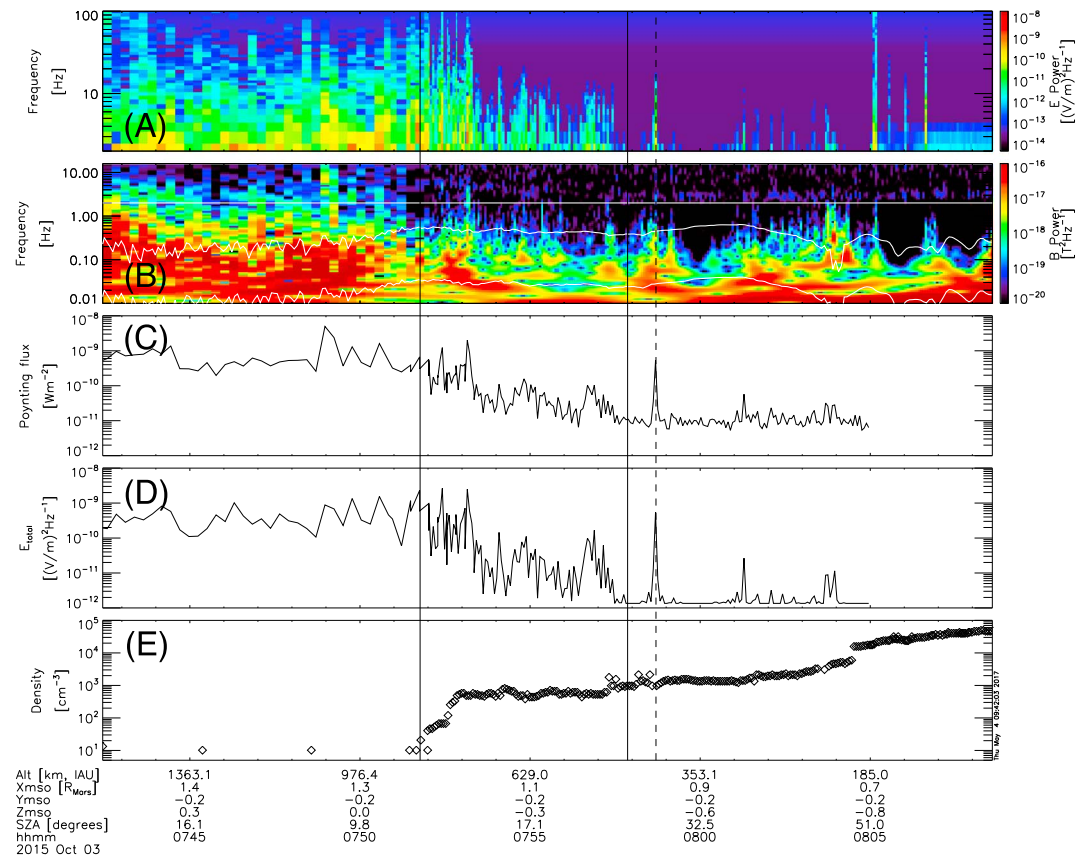 100
10
Frequency
[Hz]
(A)
10⁻⁸
10⁻⁹
10⁻¹⁰
10⁻¹¹
10⁻¹²
10⁻¹³
10⁻¹⁴
E Power
[(V/m)²Hz⁻¹]
10.00
1.00
0.10
0.01
Frequency
[Hz]
(B)
10⁻¹⁶
10⁻¹⁷
10⁻¹⁸
10⁻¹⁹
10⁻²⁰
B Power
[T²Hz⁻¹]
10⁻⁸
10⁻⁹
10⁻¹⁰
10⁻¹¹
10⁻¹²
Poynting flux
[Wm⁻²]
(C)
10⁻⁸
10⁻⁹
10⁻¹⁰
10⁻¹¹
10⁻¹²
E_total
[(V/m)²Hz⁻¹]
(D)
10⁵
10⁴
10³
10²
10¹
Density
[cm⁻³]
(E)
Thu May 4 09:42:03 2017
Alt [km, IAU] 1363.1 976.4 629.0 353.1 185.0
Xmso [R_Mars] 1.4 1.3 1.1 0.9 0.7
Ymso −0.2 −0.2 −0.2 −0.2 −0.2
Zmso 0.3 0.0 −0.3 −0.6 −0.8
SZA [degrees] 16.1 9.8 17.1 32.5 51.0
hhmm 0745 0750 0755 0800 0805
2015 Oct 03